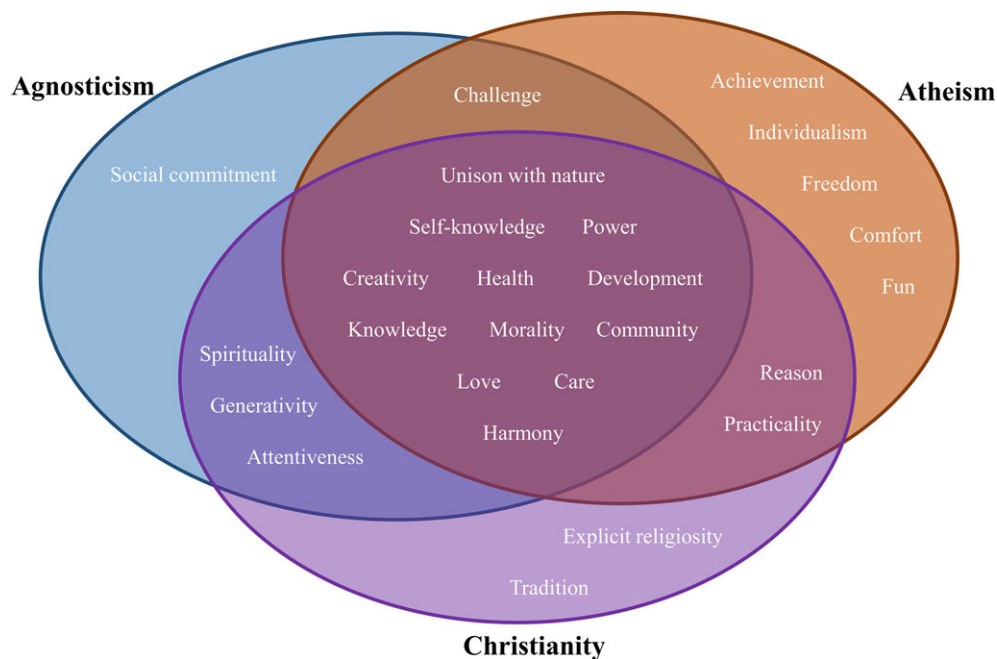 Agnosticism
Atheism
Challenge
Achievement
Individualism
Social commitment
Unison with nature
Freedom
Self-knowledge Power
Comfort
Creativity Health Development
Fun
Knowledge Morality Community
Spirituality
Reason
Love Care
Generativity
Practicality
Harmony
Attentiveness
Explicit religiosity
Tradition
Christianity